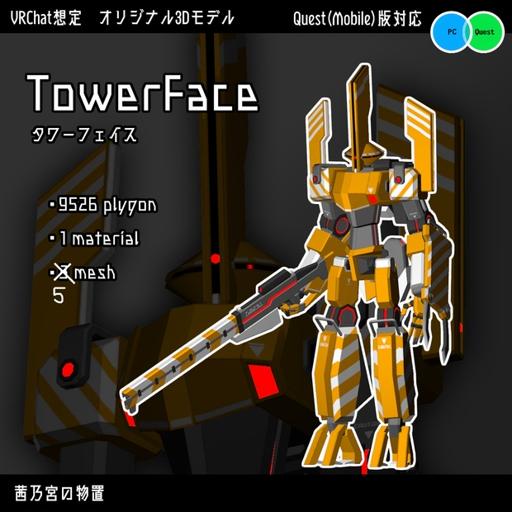 VRChat想定 オリジナル3Dモデル
Quest(Mobile)版対応
PC
Quest
TowerFace
タワーフェイス
・9526 plygon
・1 material
・3 mesh
5
茜乃宮の物置